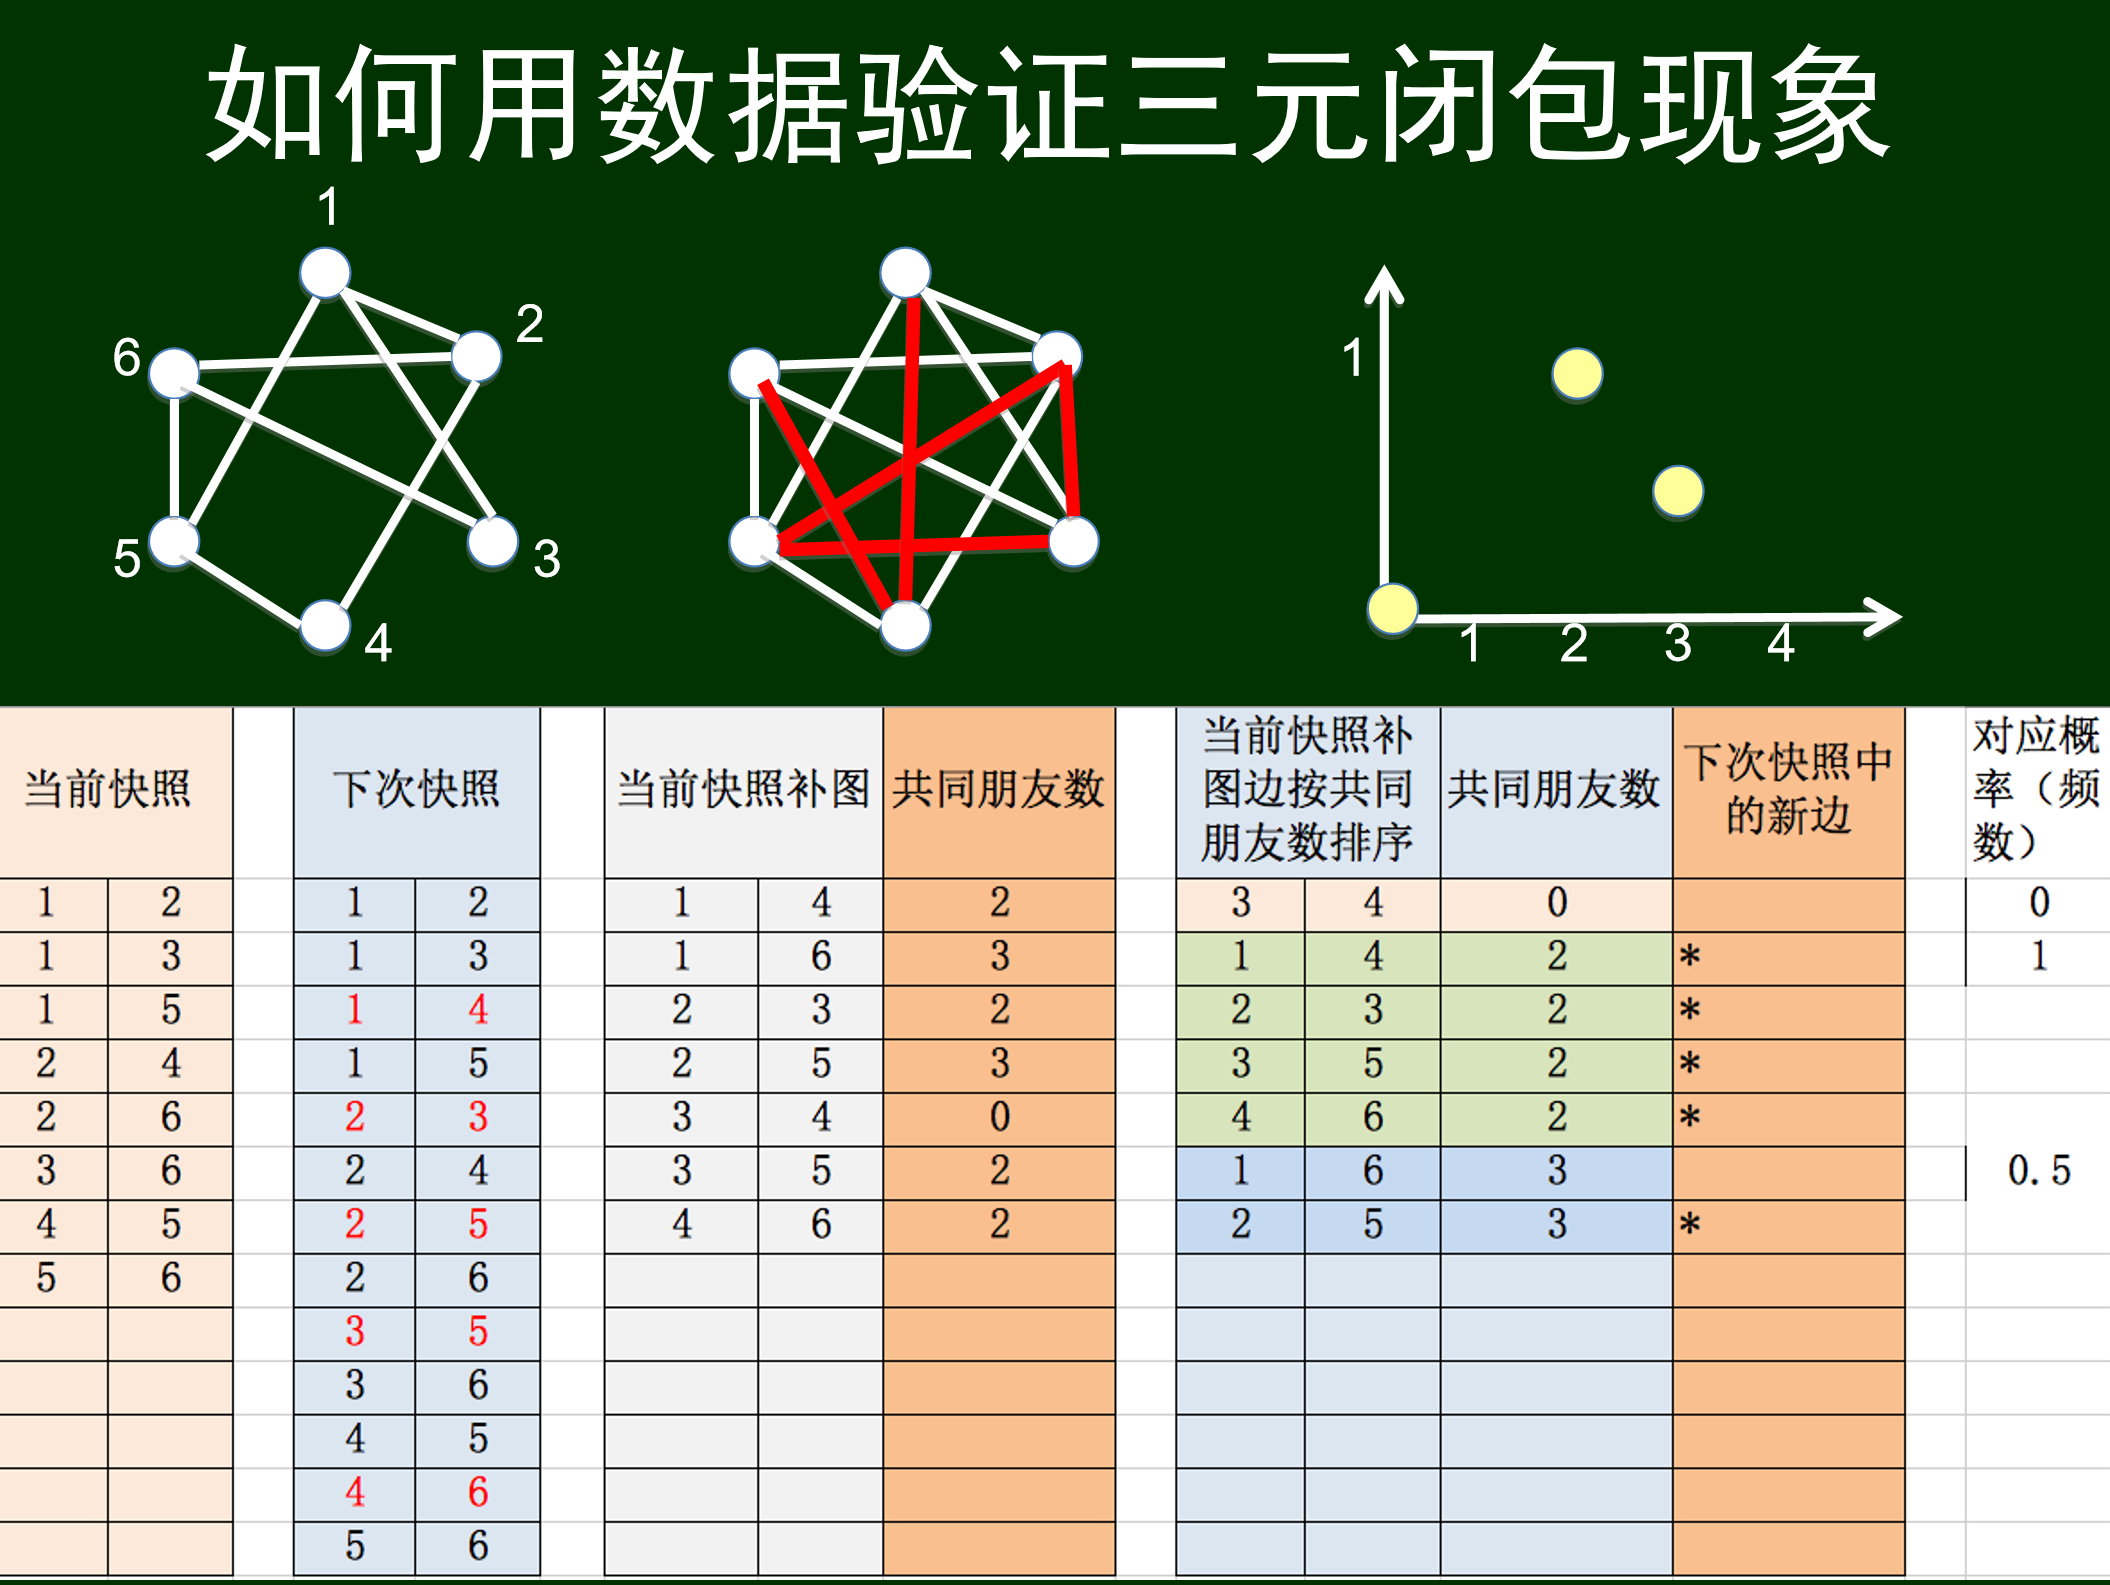 如何用数据验证三元闭包现象
1
2
6
5
3
4
1
1 2 3 4
当前快照
1 2
1 3
1 5
2 4
2 6
3 6
4 5
5 6
下次快照
1 2
1 3
1 4
1 5
2 3
2 4
2 5
2 6
3 5
3 6
4 5
4 6
5 6
当前快照补图 共同朋友数
1 4 2
1 6 3
2 3 2
2 5 3
3 4 0
3 5 2
4 6 2
当前快照补
图边按共同
朋友数排序
共同朋友数
下次快照中
的新边
3 4 0
1 4 2 *
2 3 2 *
3 5 2 *
4 6 2 *
1 6 3
2 5 3 *
对应概
率（频
数）
0
1
0.5